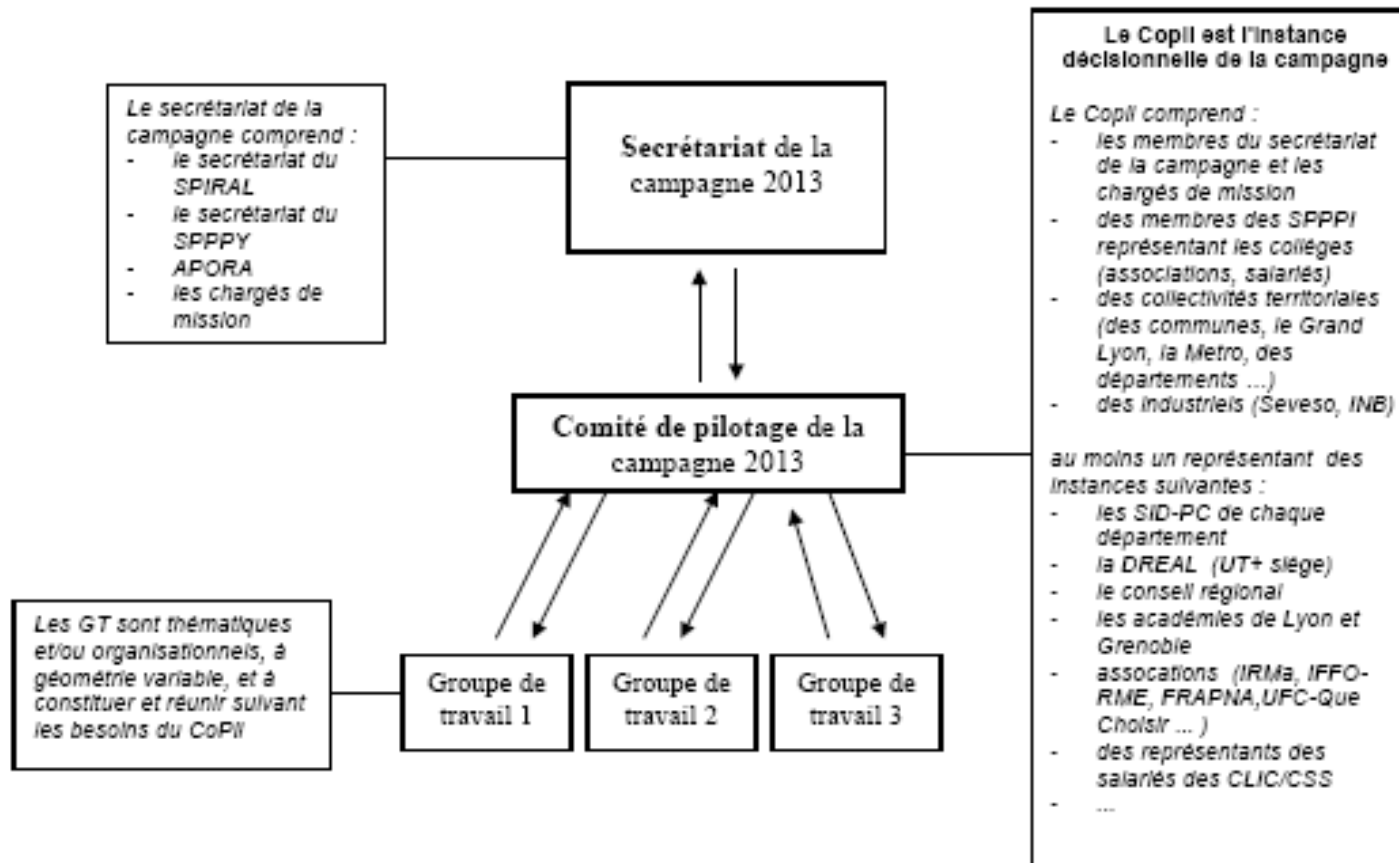 Le secrétariat de la
campagne comprend :
- le secrétariat du
SPIRAL
- le secrétariat du
SPPPY
- APORA
- les chargés de
mission
Secrétariat de la
campagne 2013
Comité de pilotage de la
campagne 2013
Les GT sont thématiques
et/ou organisationnels, à
géométrie variable, et à
constituer et réunir suivant
les besoins du CoPil
Groupe de
travail 1
Groupe de
travail 2
Groupe de
travail 3
Le Copil est l'instance
décisionnelle de la campagne
Le Copil comprend :
- les membres du secrétariat
de la campagne et les
chargés de mission
- des membres des SPPPI
représentant les collèges
(associations, salariés)
- des collectivités territoriales
(des communes, le Grand
Lyon, la Metro, des
départements ...)
- des industriels (Seveso, INB)
au moins un représentant des
instances suivantes :
- les SID-PC de chaque
département
- la DREAL (UT+ siège)
- le conseil régional
- les académies de Lyon et
Grenoble
- assocations (IRMa, IFFO-
RME, FRAPNA,UFC-Que
Choisir ... )
- des représentants des
salariés des CLIC/CSS
- ...